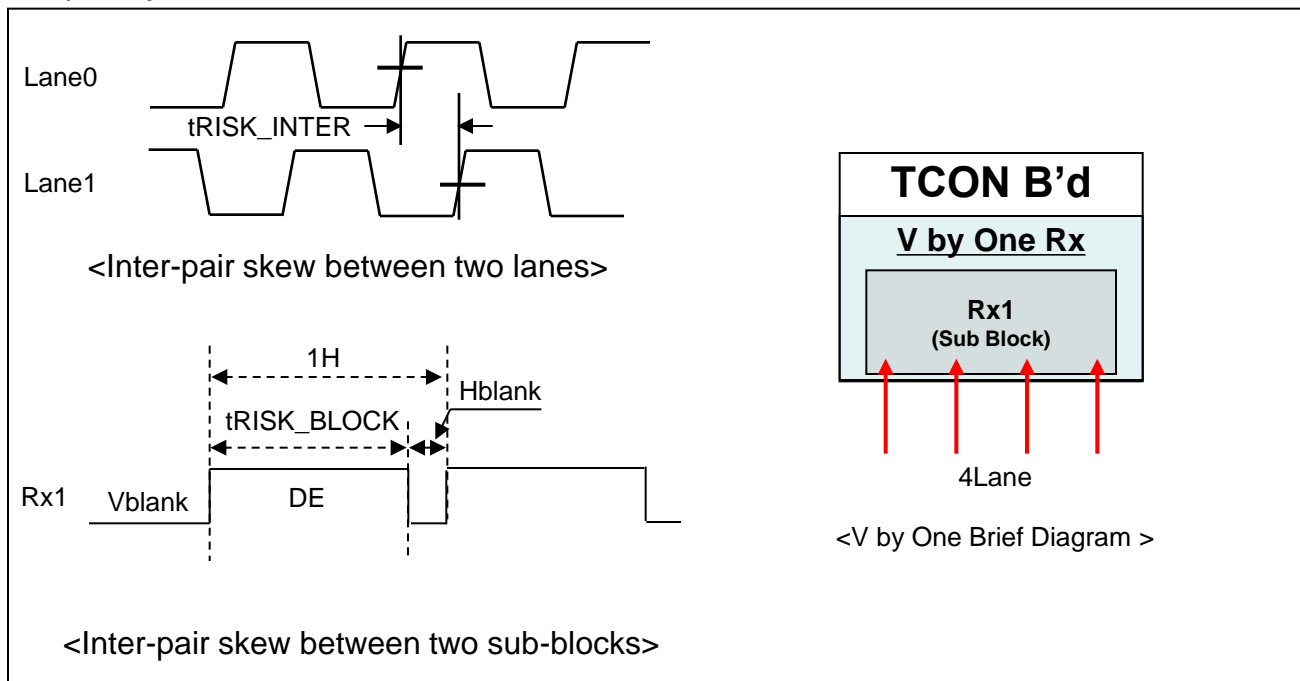 Lane0
tRISK_INTER
Lane1
<Inter-pair skew between two lanes>
1H
Hblank
tRISK_BLOCK
Rx1
Vblank
DE
<Inter-pair skew between two sub-blocks>
TCON B’d
V by One Rx
Rx1
(Sub Block)
4Lane
<V by One Brief Diagram >